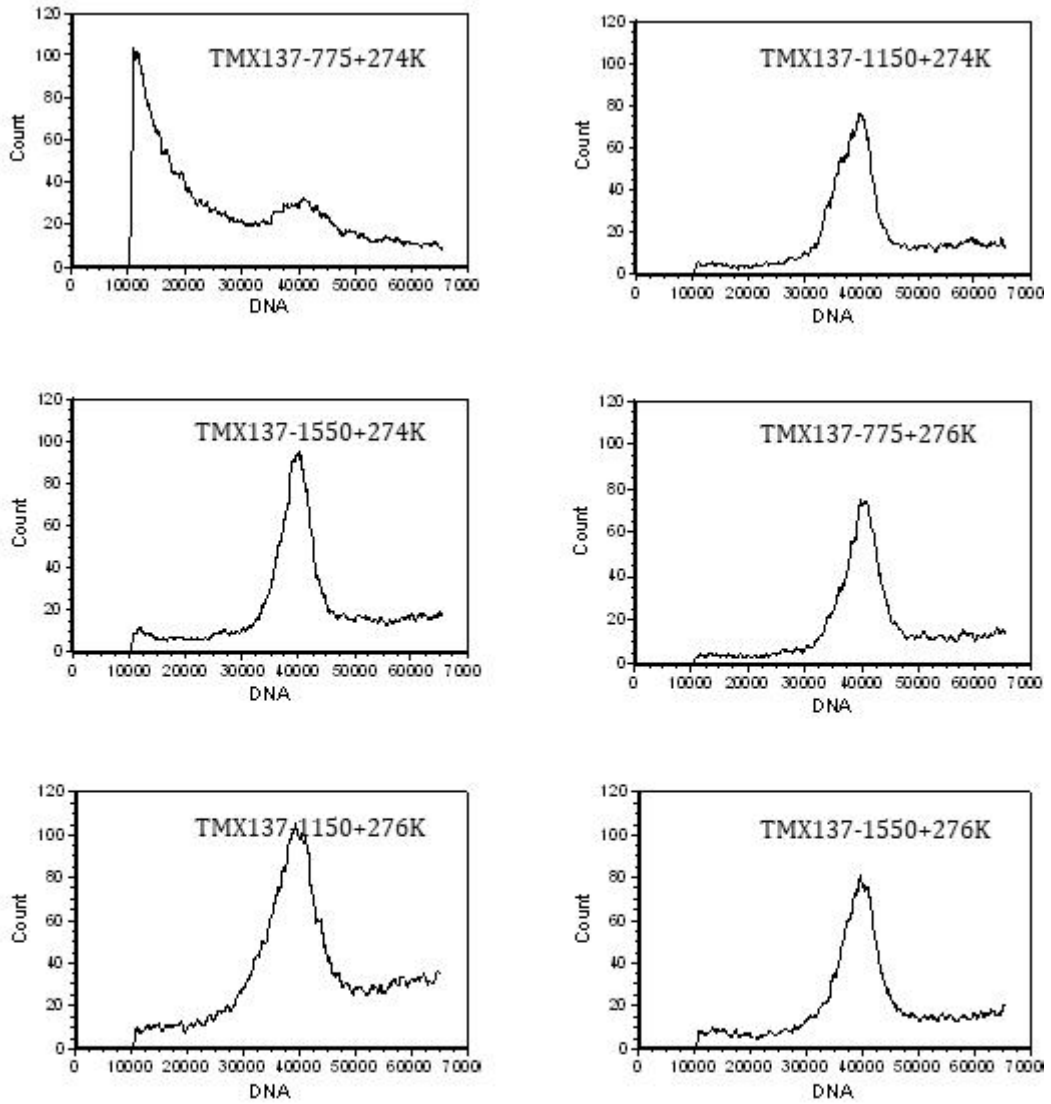 120
100
80
60
40
20
0
Count
TMX137-775+274K
0 10000 20000 30000 40000 50000 60000 7000
DNA
120
100
80
60
40
20
0
Count
TMX137-1150+274K
0 10000 20000 30000 40000 50000 60000 7000
DNA
120
100
80
60
40
20
0
Count
TMX137-1550+274K
0 10000 20000 30000 40000 50000 60000 7000
DNA
120
100
80
60
40
20
0
Count
TMX137-775+276K
0 10000 20000 30000 40000 50000 60000 7000
DNA
120
100
80
60
40
20
0
Count
TMX137-1150+276K
0 10000 20000 30000 40000 50000 60000 7000
DNA
120
100
80
60
40
20
0
Count
TMX137-1550+276K
0 10000 20000 30000 40000 50000 60000 70000
DNA